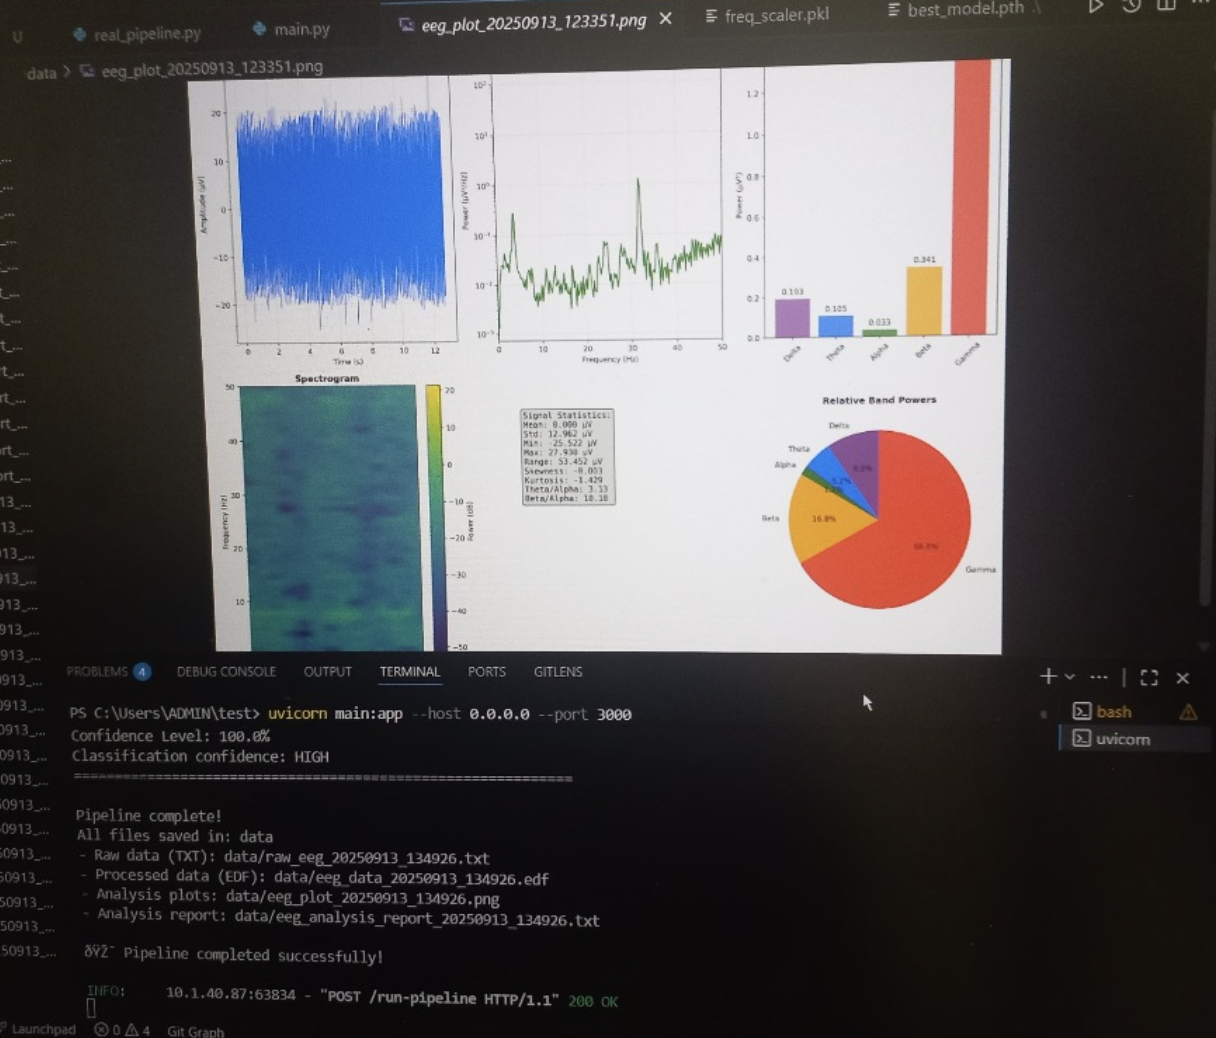 U
real_pipeline.py
main.py
eeg_plot_20250913_123351.png
freq_scaler.pkl
best_model.pth
data > eeg_plot_20250913_123351.png
20
10
0
-10
-20
Amplitude (µV)
0 2 4 6 8 10 12
Time (s)
10²
10¹
10⁰
10⁻¹
10⁻²
10⁻³
Power (µV²/Hz)
0 10 20 30 40 50
Frequency (Hz)
1.2
1.0
0.8
0.6
0.4
0.2
0.0
Power (µV²)
0.193
0.105
0.033
0.341
Delta Theta Alpha Beta Gamma
Spectrogram
50
40
30
20
10
Frequency (Hz)
20
10
0
-10
-20
-30
-40
-50
Power (dB)
Signal Statistics:
Mean: 0.000 µV
Std: 12.962 µV
Min: -25.522 µV
Max: 27.930 µV
Range: 53.452 µV
Skewness: -0.003
Kurtosis: -1.429
Theta/Alpha: 3.13
Beta/Alpha: 10.18
Relative Band Powers
Delta
Theta
Alpha
Beta
Gamma
5.2%
16.8%
PROBLEMS 4 DEBUG CONSOLE OUTPUT TERMINAL PORTS GITLENS
PS C:\Users\ADMIN\test> uvicorn main:app --host 0.0.0.0 --port 3000
Confidence Level: 100.0%
Classification confidence: HIGH
============================================================
Pipeline complete!
All files saved in: data
- Raw data (TXT): data/raw_eeg_20250913_134926.txt
- Processed data (EDF): data/eeg_data_20250913_134926.edf
- Analysis plots: data/eeg_plot_20250913_134926.png
- Analysis report: data/eeg_analysis_report_20250913_134926.txt
ðŸŽ¯ Pipeline completed successfully!
INFO: 10.1.40.87:63834 - "POST /run-pipeline HTTP/1.1" 200 OK
bash
uvicorn
Launchpad 0 4 Git Graph